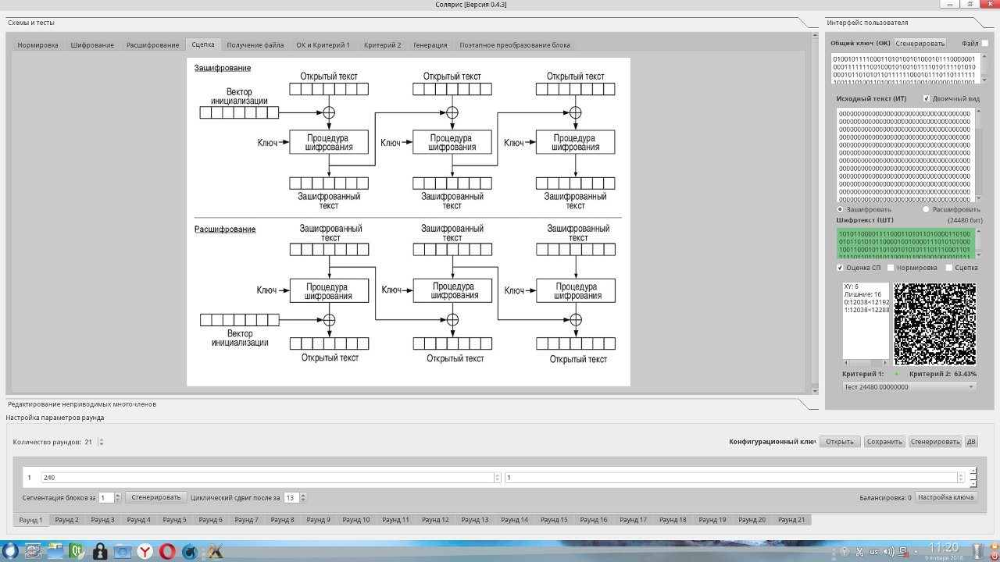 Солярис [Версия 0.4.3]
Схемы и тесты
Нормировка Шифрование Расшифрование Сцепка Получение файла ОК и Критерий 1 Критерий 2 Генерация Поэтапное преобразование блока
Зашифрование
Открытый текст Открытый текст Открытый текст
Вектор
инициализации
Ключ Процедура шифрования Ключ Процедура шифрования Ключ Процедура шифрования
Зашифрованный текст Зашифрованный текст Зашифрованный текст
Расшифрование
Зашифрованный текст Зашифрованный текст Зашифрованный текст
Ключ Процедура шифрования Ключ Процедура шифрования Ключ Процедура шифрования
Вектор
инициализации
Открытый текст Открытый текст Открытый текст
Интерфейс пользователя
Общий ключ (ОК) Сгенерировать Файл
Исходный текст (ИТ) Двоичный вид
Зашифровать Расшифровать
Шифртекст (ШТ) (24480 бит)
Оценка СП Нормировка Сцепка
XY: 6
Лишние: 16
0:12038×12192
1:12038×12288
Критерий 1: + Критерий 2: 63.43%
Тест 24480 00000000
Редактирование неприводимых многочленов
Настройка параметров раунда
Количество раундов: 21
Конфигурационный ключ Открыть Сохранить Сгенерировать ДВ
1 240 1
Сегментация блоков за 1 Сгенерировать Циклический сдвиг после за 13 Балансировка: 0 Настройка ключа
Раунд 1 Раунд 2 Раунд 3 Раунд 4 Раунд 5 Раунд 6 Раунд 7 Раунд 8 Раунд 9 Раунд 10 Раунд 11 Раунд 12 Раунд 13 Раунд 14 Раунд 15 Раунд 16 Раунд 17 Раунд 18 Раунд 19 Раунд 20 Раунд 21
us 11:20
9 января 2018